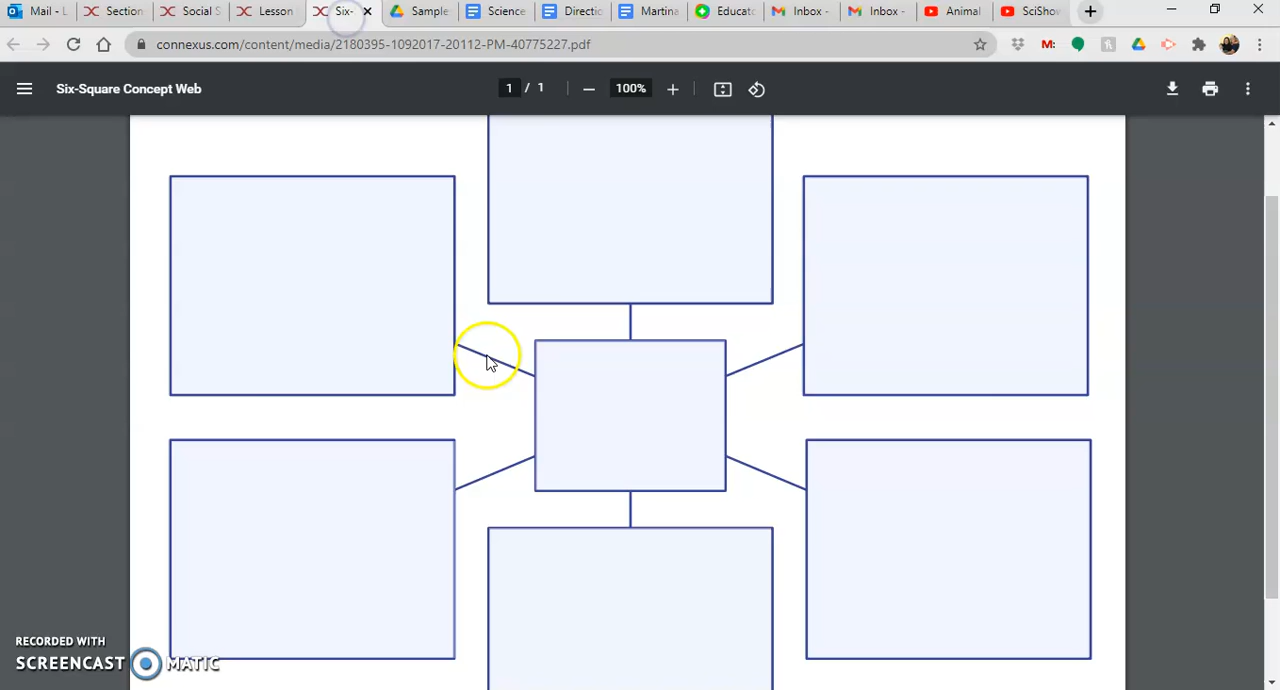 Mail - L
Section
Social S
Lesson
Six-
Sample
Science
Directio
Martina
Educato
Inbox -
Inbox -
Animal
SciShow
connexus.com/content/media/2180395-1092017-20112-PM-40775227.pdf
Six-Square Concept Web
1 / 1
100%
RECORDED WITH
SCREENCAST MATIC